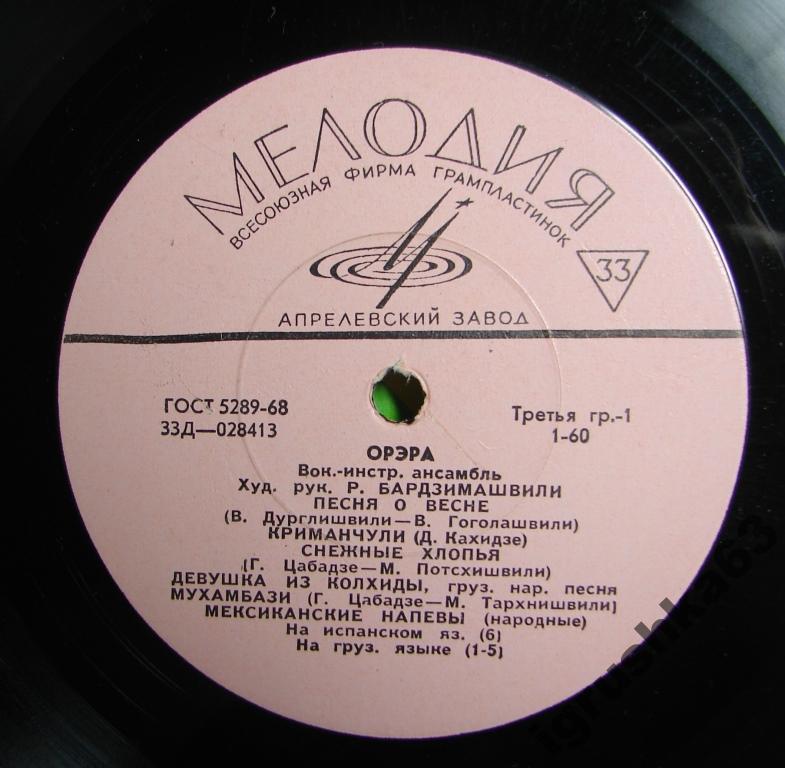 МЕЛОДИЯ
ВСЕСОЮЗНАЯ ФИРМА ГРАМПЛАСТИНОК
33
АПРЕЛЕВСКИЙ ЗАВОД
ГОСТ 5289-68
33Д—028413
Третья гр.-1
1-60
ОРЭРА
Вок.-инстр. ансамбль
Худ. рук. Р. БАРДЗИМАШВИЛИ
ПЕСНЯ О ВЕСНЕ
(В. Дурглишвили—В. Гоголашвили)
КРИМАНЧУЛИ (Д. Кахидзе)
СНЕЖНЫЕ ХЛОПЬЯ
(Г. Цабадзе—М. Потсхишвили)
ДЕВУШКА ИЗ КОЛХИДЫ, груз. нар. песня
МУХАМБАЗИ (Г. Цабадзе—М. Тархнишвили)
МЕКСИКАНСКИЕ НАПЕВЫ (народные)
На испанском яз. (6)
На груз. языке (1-5)
igrushka63